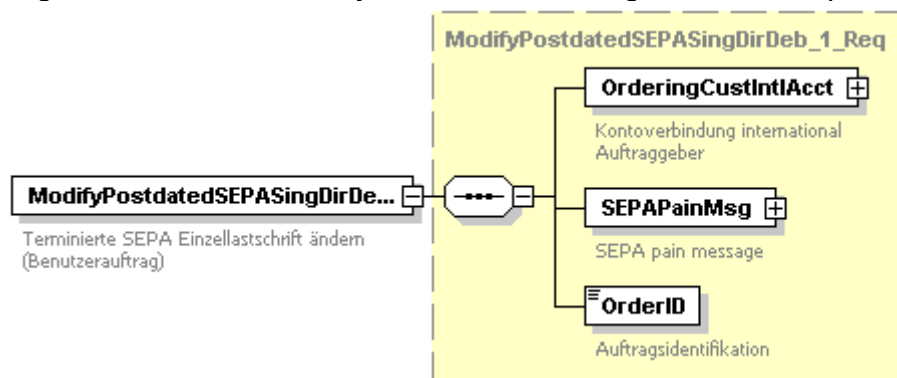 ModifyPostdatedSEPASingDirDeb_1_Req
OrderingCustIntlAcct
Kontoverbindung international
Auftraggeber
ModifyPostdatedSEPASingDirDe...
Terminierte SEPA Einzellastschrift ändern
(Benutzerauftrag)
SEPAPainMsg
SEPA pain message
OrderID
Auftragsidentifikation